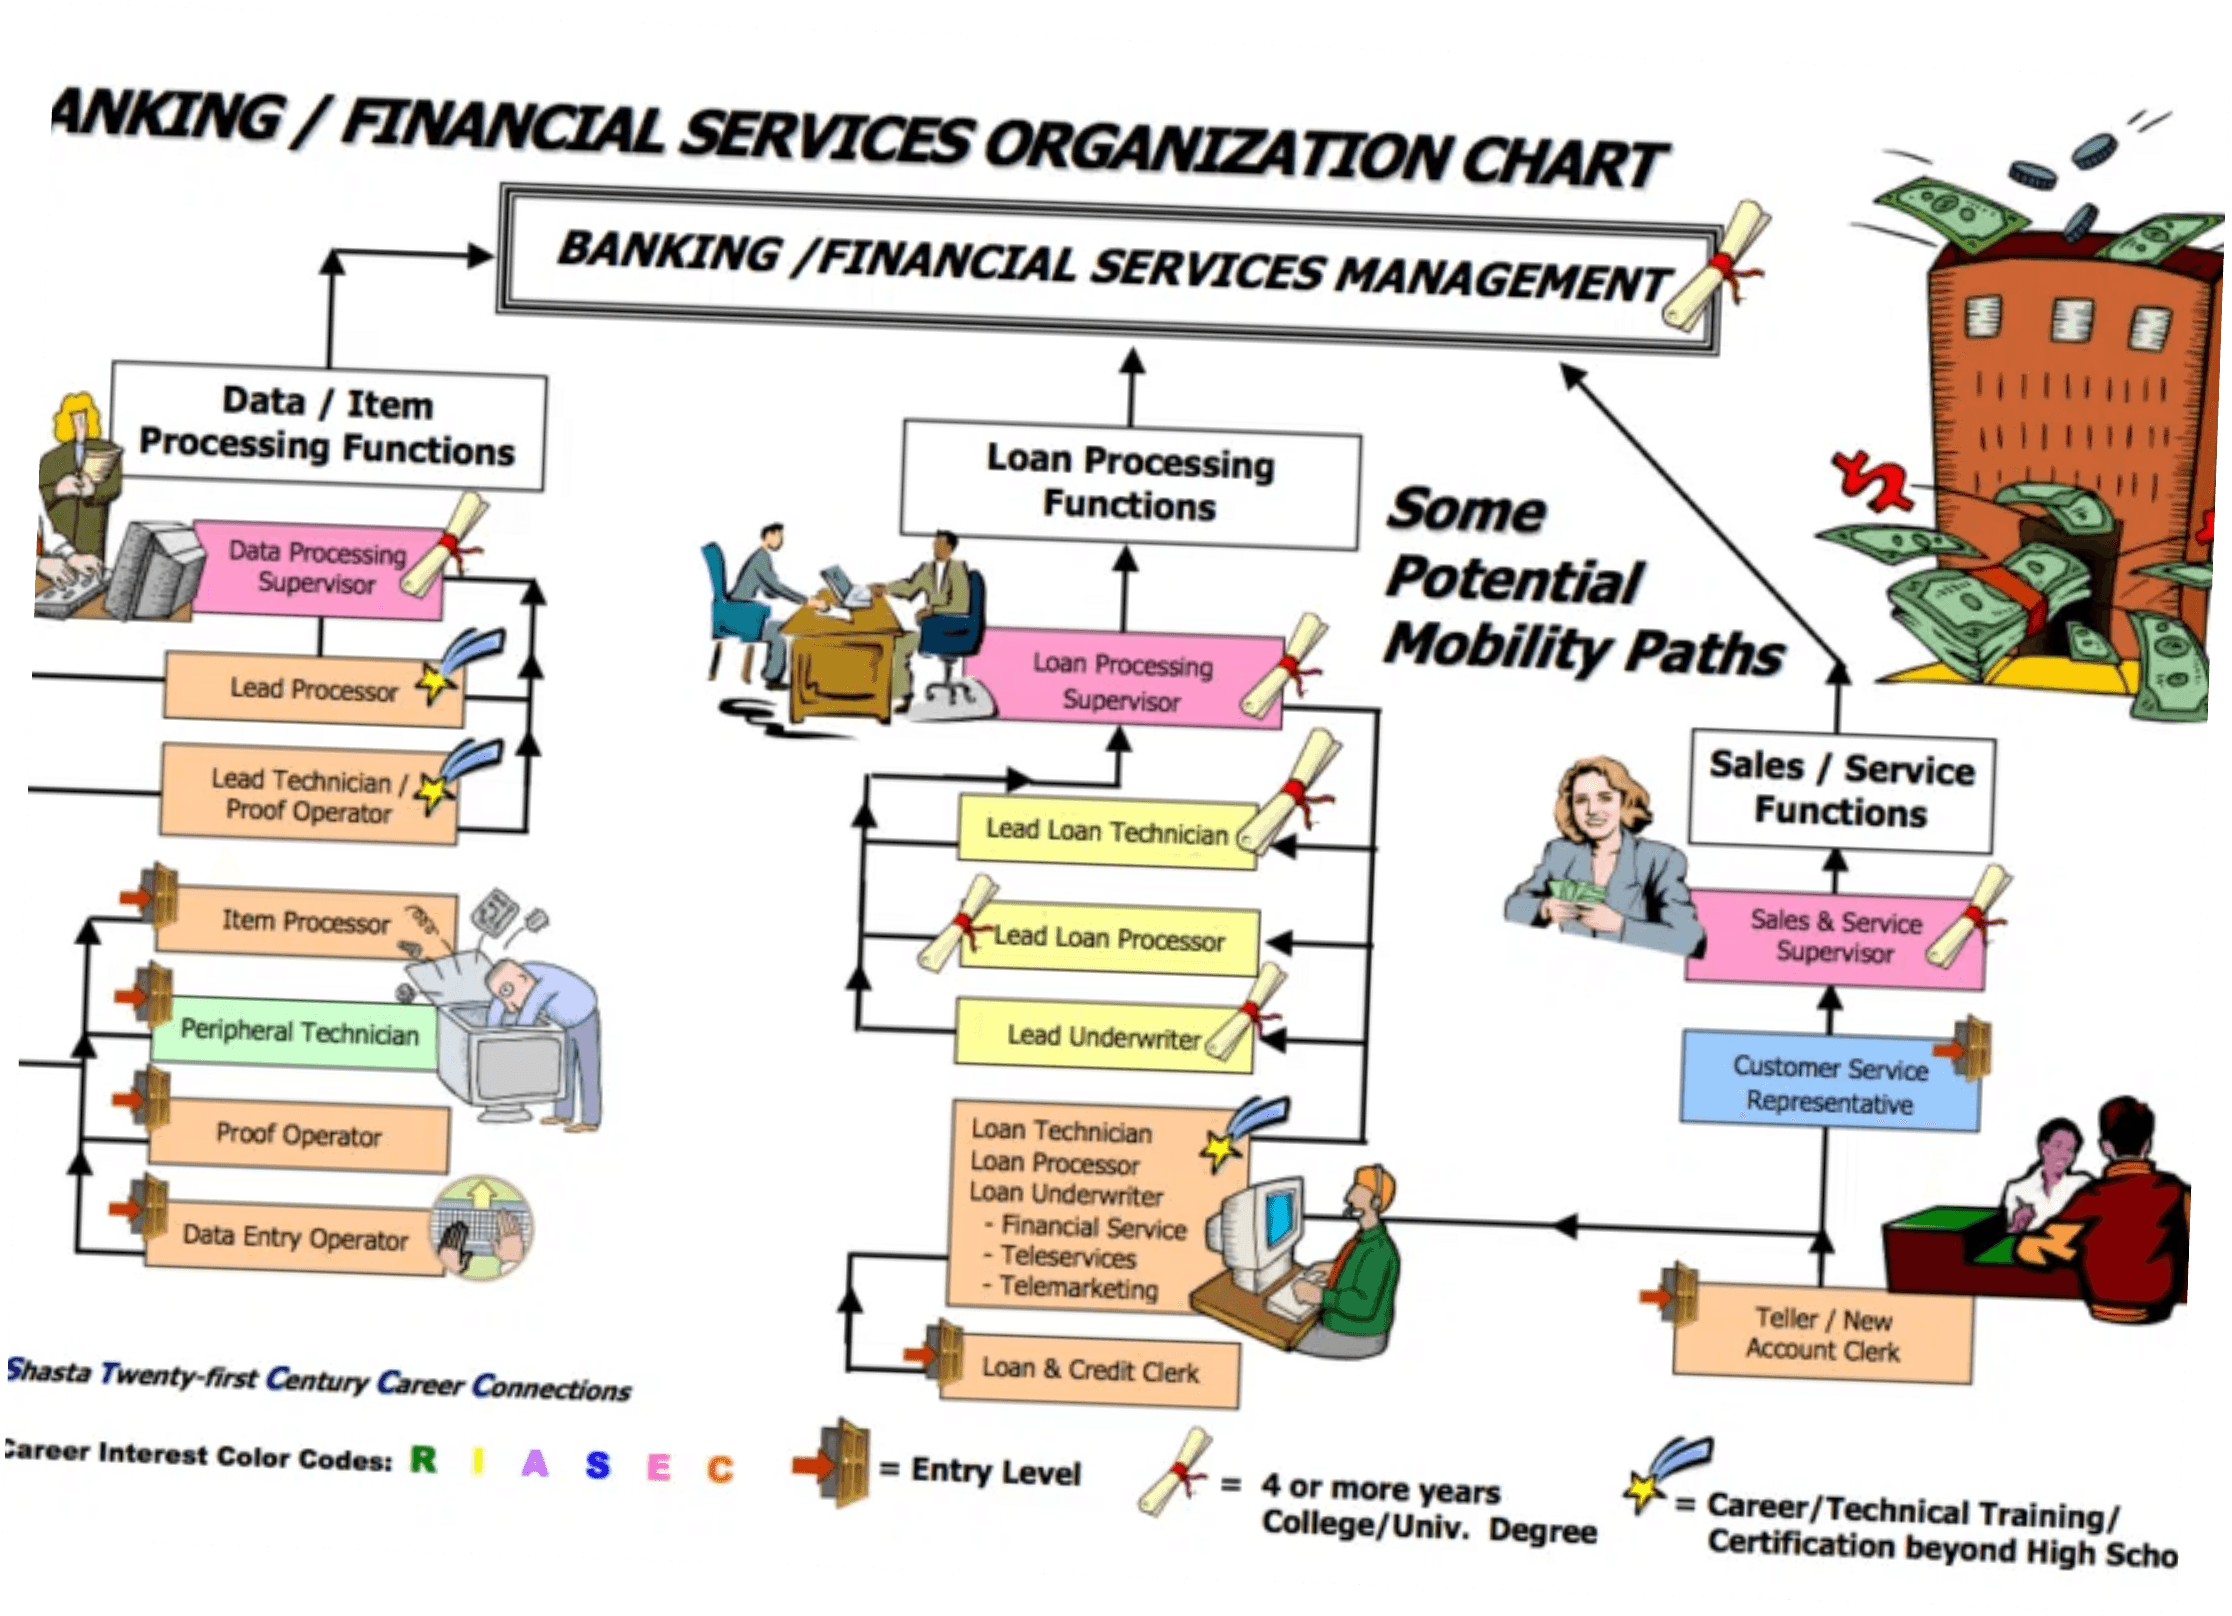 ANKING / FINANCIAL SERVICES ORGANIZATION CHART
BANKING /FINANCIAL SERVICES MANAGEMENT
Data / Item
Processing Functions
Data Processing
Supervisor
Lead Processor
Lead Technician /
Proof Operator
Item Processor
Peripheral Technician
Proof Operator
Data Entry Operator
Loan Processing
Functions
Loan Processing
Supervisor
Lead Loan Technician
Lead Loan Processor
Lead Underwriter
Loan Technician
Loan Processor
Loan Underwriter
- Financial Service
- Teleservices
- Telemarketing
Loan & Credit Clerk
Some
Potential
Mobility Paths
Sales / Service
Functions
Sales & Service
Supervisor
Customer Service
Representative
Teller / New
Account Clerk
Shasta Twenty-first Century Career Connections
Career Interest Color Codes: R I A S E C
= Entry Level
= 4 or more years
College/Univ. Degree
= Career/Technical Training/
Certification beyond High Scho